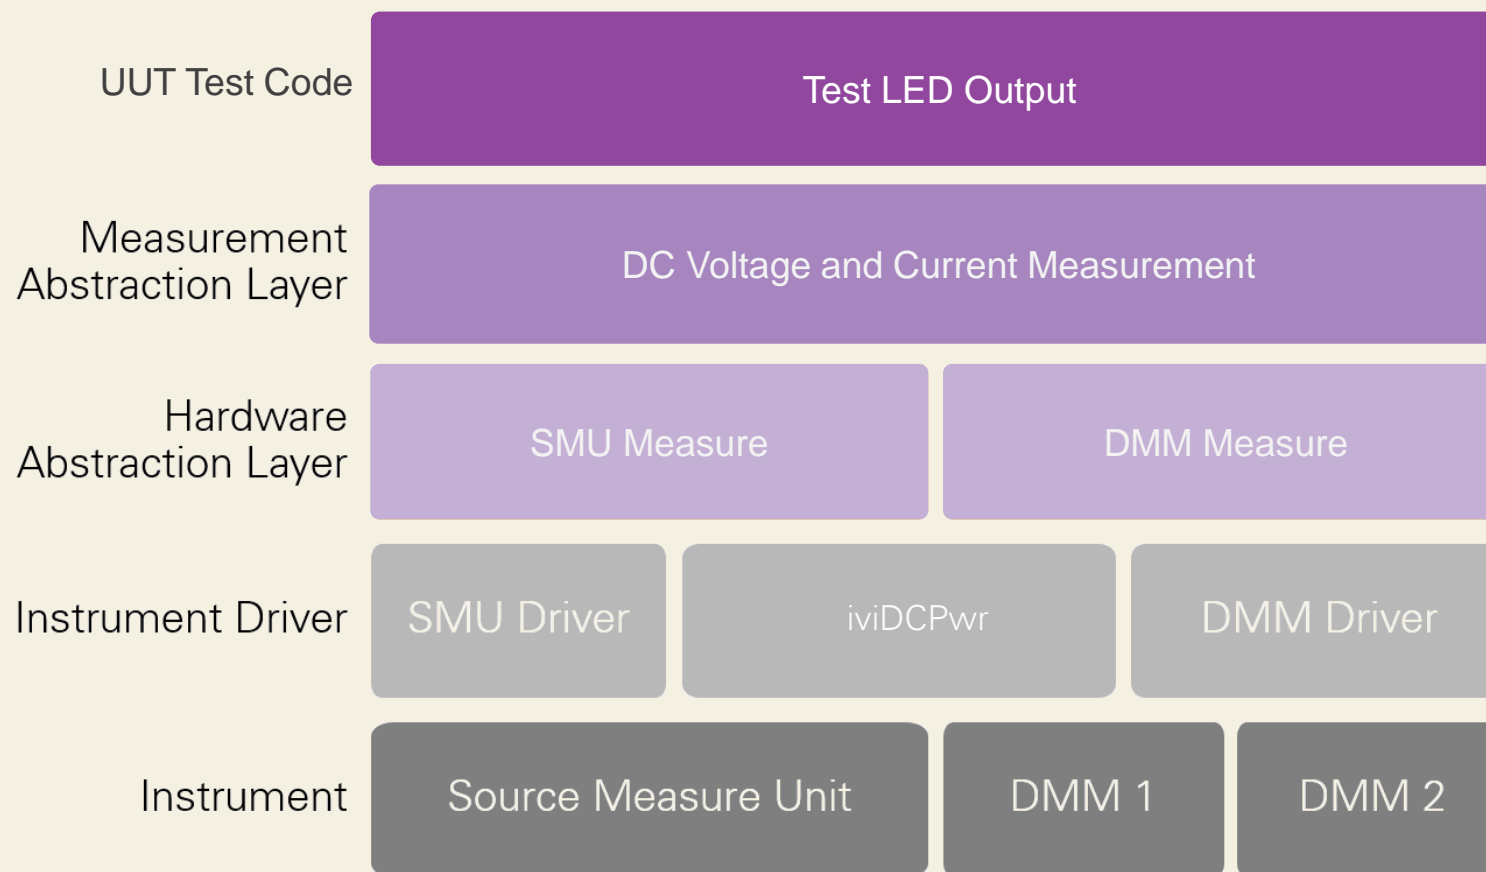 UUT Test Code
Test LED Output
Measurement
Abstraction Layer
DC Voltage and Current Measurement
Hardware
Abstraction Layer
SMU Measure
DMM Measure
Instrument Driver
SMU Driver
iviDCPwr
DMM Driver
Instrument
Source Measure Unit
DMM 1
DMM 2